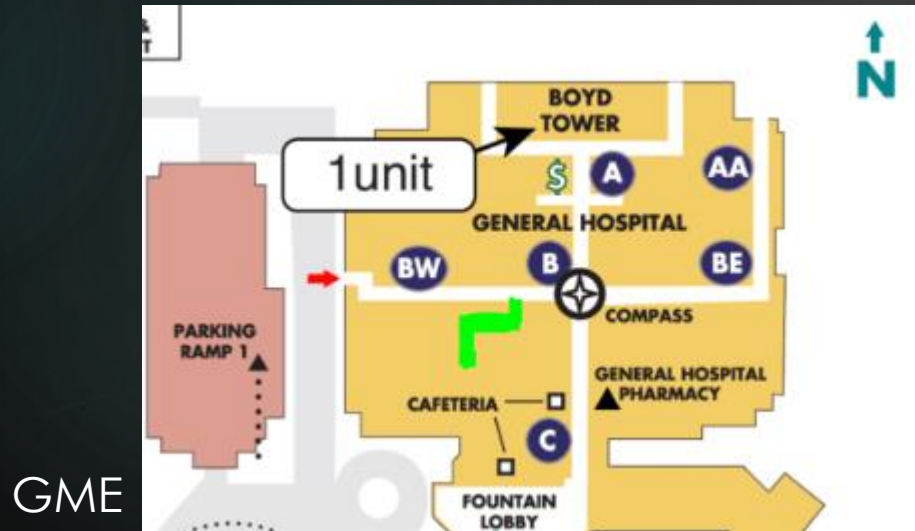 &
T
N
BOYD
TOWER
1unit
$
A
AA
GENERAL HOSPITAL
BW
B
BE
COMPASS
PARKING
RAMP 1
GENERAL HOSPITAL
PHARMACY
CAFETERIA
C
GME
FOUNTAIN
LOBBY